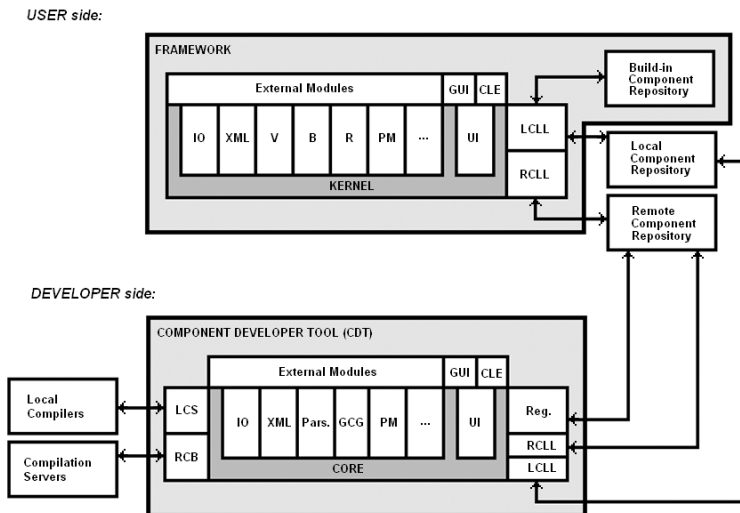 USER side:
FRAMEWORK
External Modules
GUI
CLE
IO
XML
V
B
R
PM
...
UI
KERNEL
LCLL
RCLL
Build-in
Component
Repository
Local
Component
Repository
Remote
Component
Repository
DEVELOPER side:
COMPONENT DEVELOPER TOOL (CDT)
External Modules
GUI
CLE
Local
Compilers
Compilation
Servers
LCS
RCB
IO
XML
Pars.
GCG
PM
...
UI
CORE
Reg.
RCLL
LCLL